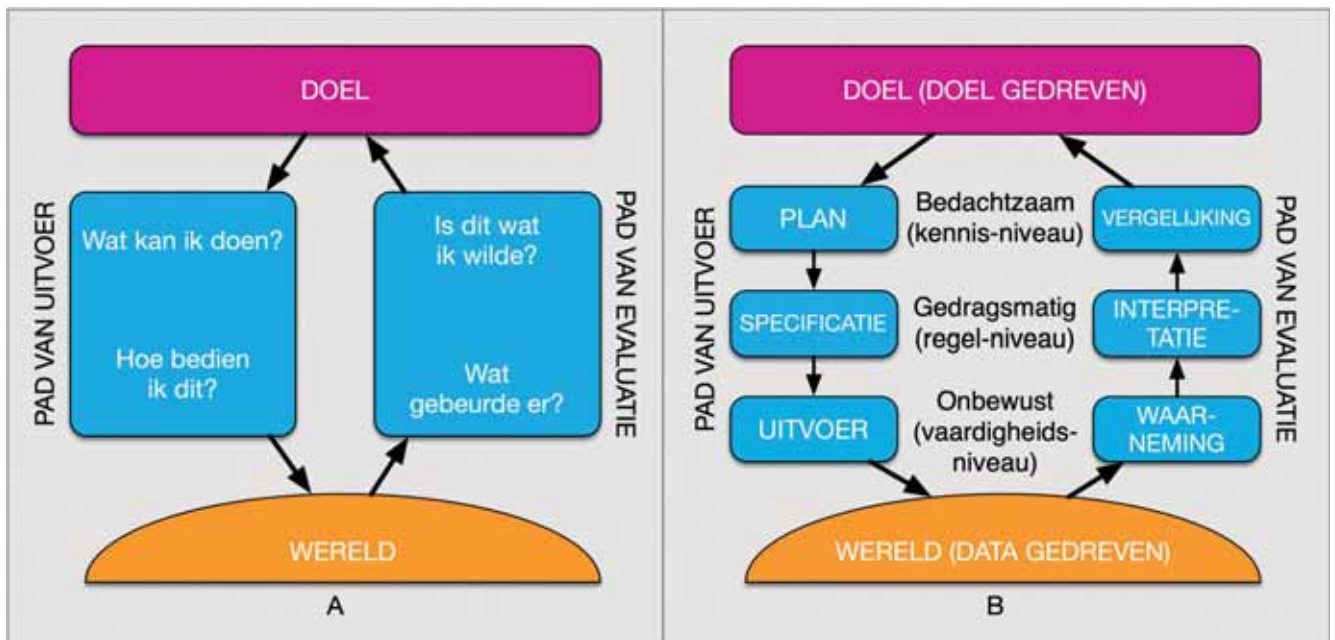 DOEL
PAD VAN UITVOER
Wat kan ik doen?
Hoe bedien
ik dit?
Is dit wat
ik wilde?
Wat
gebeurde er?
PAD VAN EVALUATIE
WERELD
A
DOEL (DOEL GEDREVEN)
PAD VAN UITVOER
PLAN
Bedachtzaam
(kennis-niveau)
VERGELIJKING
SPECIFICATIE
Gedragsmatig
(regel-niveau)
INTERPRE-
TATIE
UITVOER
Onbewust
(vaardigheids-
niveau)
WAAR-
NEMING
PAD VAN EVALUATIE
WERELD (DATA GEDREVEN)
B